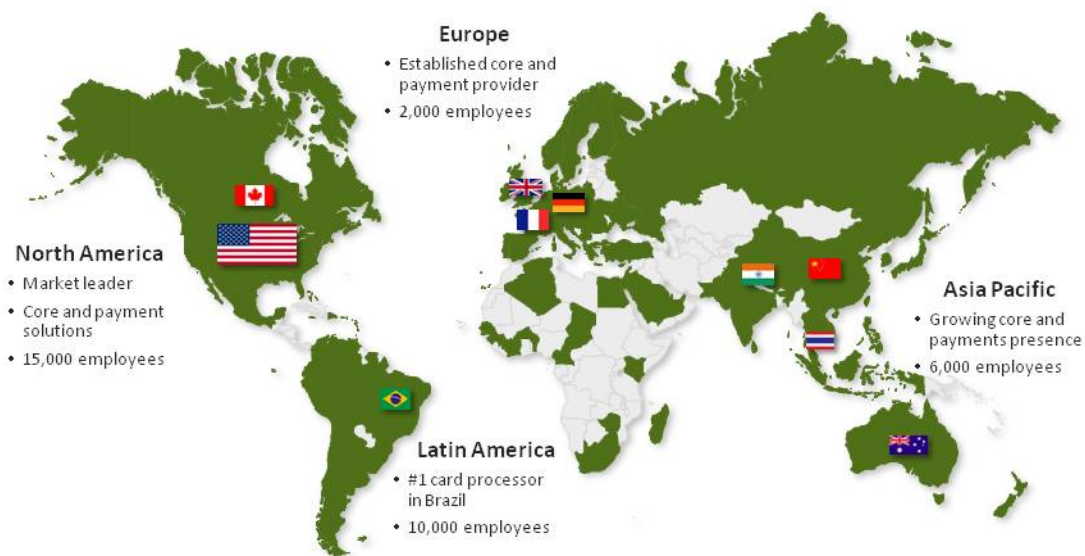 Europe
• Established core and
payment provider
• 2,000 employees
North America
• Market leader
• Core and payment
solutions
• 15,000 employees
Asia Pacific
• Growing core and
payments presence
• 6,000 employees
Latin America
• #1 card processor
in Brazil
• 10,000 employees